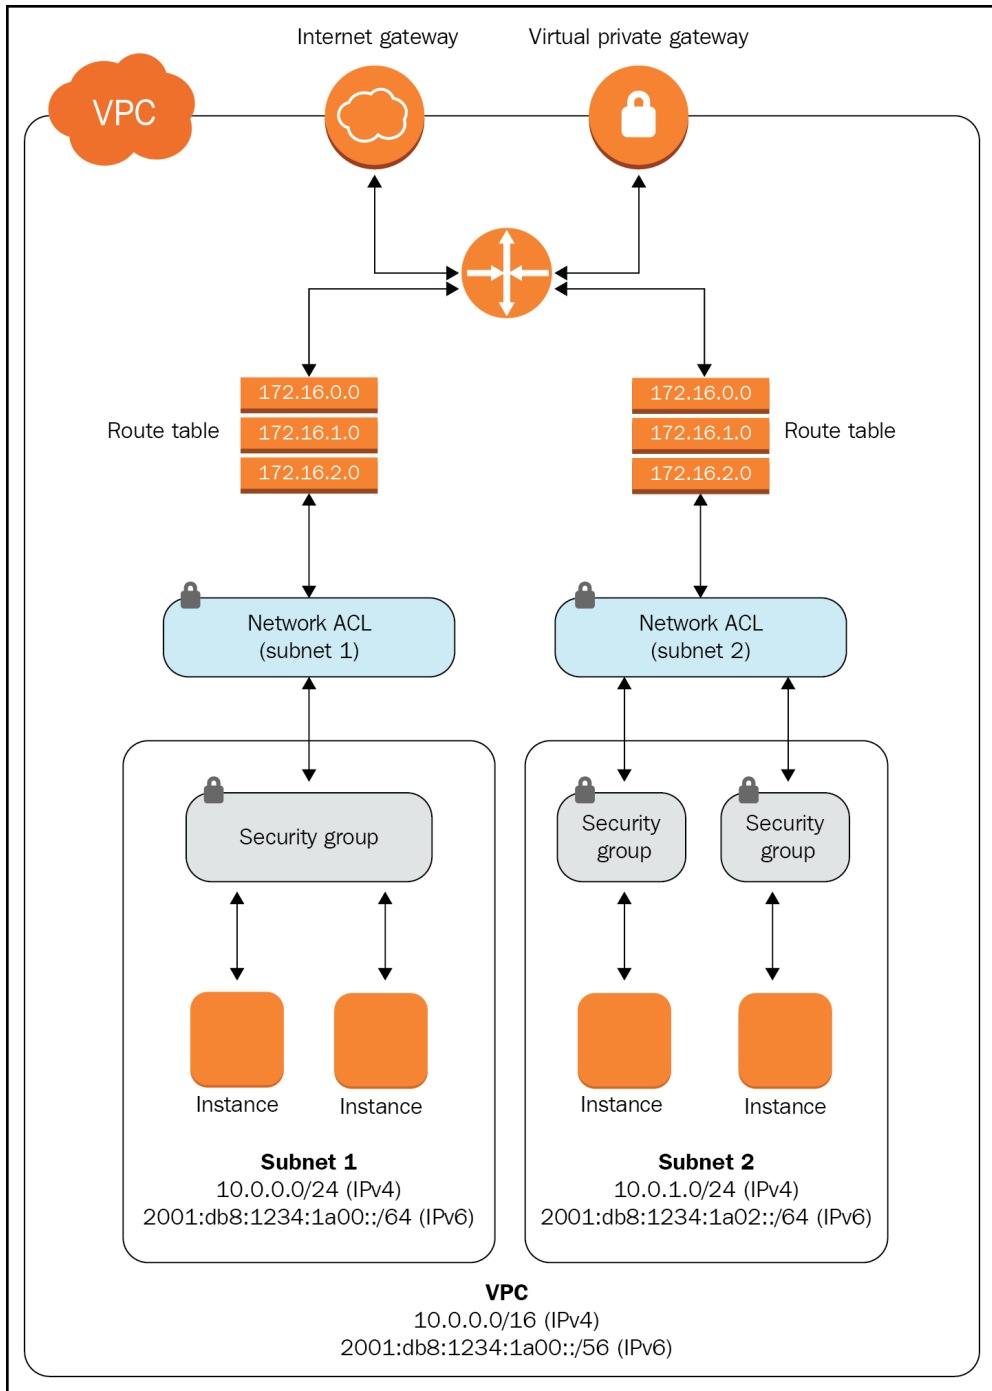 Internet gateway
Virtual private gateway
VPC
172.16.0.0
172.16.1.0
172.16.2.0
Route table
172.16.0.0
172.16.1.0
172.16.2.0
Route table
Network ACL
(subnet 1)
Network ACL
(subnet 2)
Security group
Security
group
Security
group
Instance
Instance
Instance
Instance
Subnet 1
10.0.0.0/24 (IPv4)
2001:db8:1234:1a00::/64 (IPv6)
Subnet 2
10.0.1.0/24 (IPv4)
2001:db8:1234:1a02::/64 (IPv6)
VPC
10.0.0.0/16 (IPv4)
2001:db8:1234:1a00::/56 (IPv6)